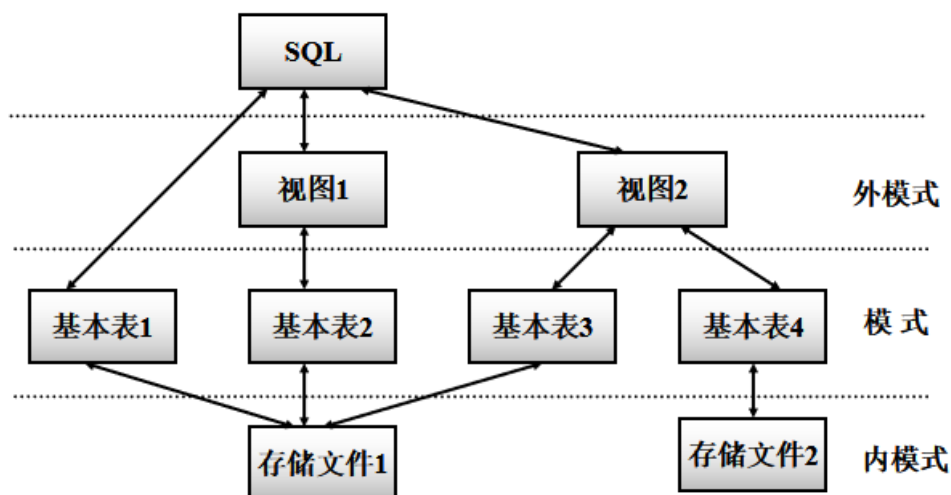 SQL
视图1
视图2
外模式
基本表1
基本表2
基本表3
基本表4
模 式
存储文件1
存储文件2
内模式